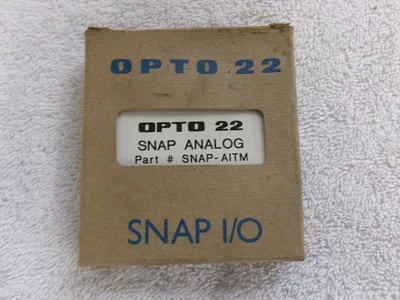 OPTO 22
OPTO 22
SNAP ANALOG
Part # SNAP-AITM
SNAP I/O